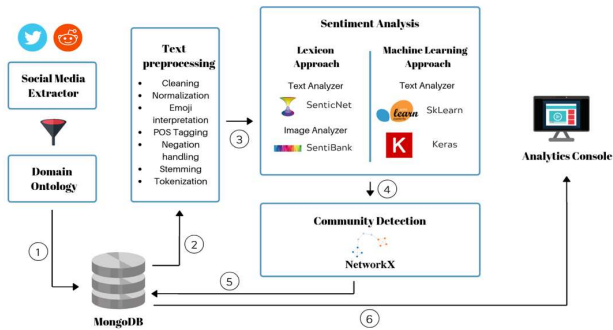 Social Media
Extractor
Domain
Ontology
1
MongoDB
2
Text
preprocessing
• Cleaning
• Normalization
• Emoji
interpretation
• POS Tagging
• Negation
handling
• Stemming
• Tokenization
3
Sentiment Analysis
Lexicon
Approach
Text Analyzer
SenticNet
Image Analyzer
SentiBank
Machine Learning
Approach
Text Analyzer
learn
SkLearn
K
Keras
4
Community Detection
NetworkX
5
6
Analytics Console